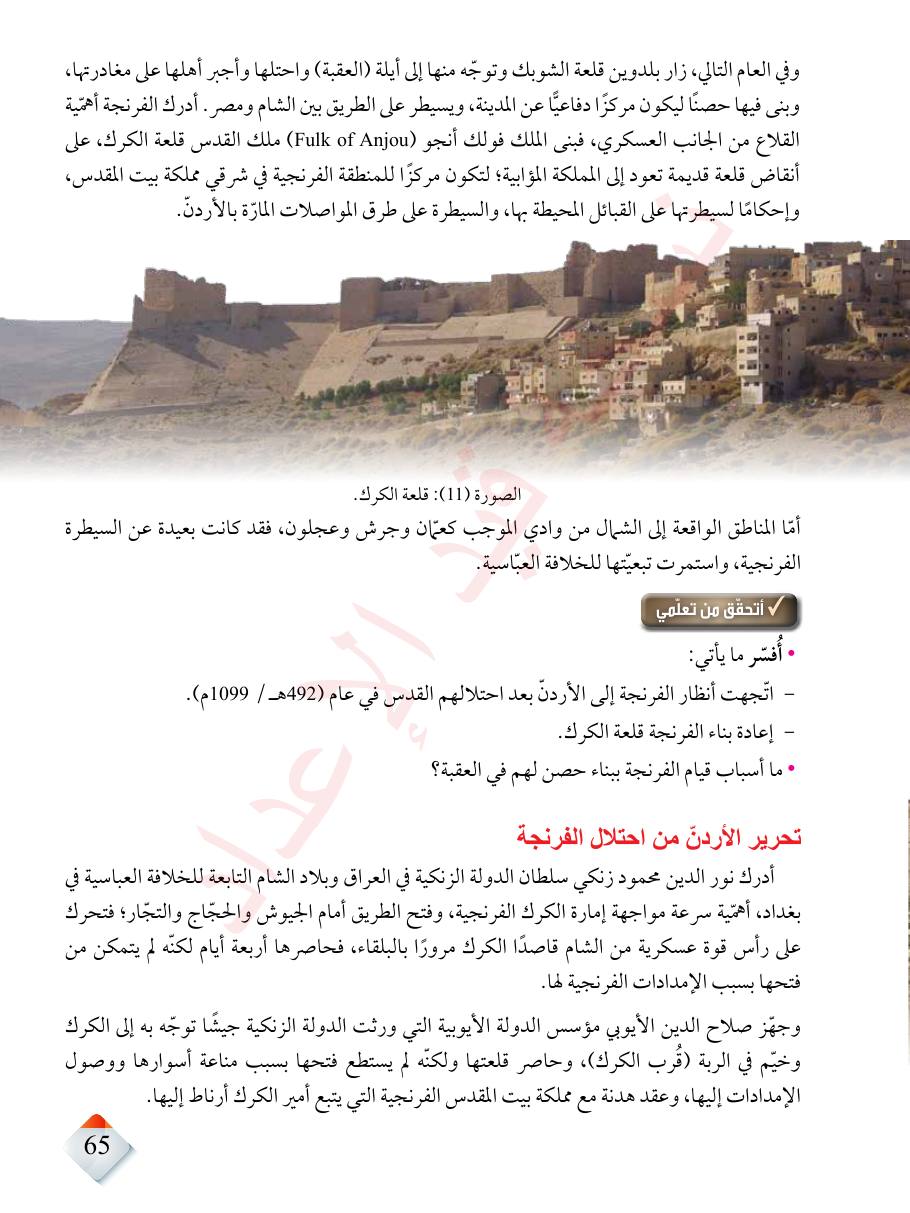 وفي العام التالي، زار بلدوين قلعة الشوبك وتوجّه منها إلى أيلة (العقبة) واحتلها وأجبر أهلها على مغادرتها،
وبنى فيها حصنًا ليكون مركزًا دفاعيًّا عن المدينة، ويسيطر على الطريق بين الشام ومصر. أدرك الفرنجة أهمّية
القلاع من الجانب العسكري، فبنى الملك فولك أنجو (Fulk of Anjou) ملك القدس قلعة الكرك، على
أنقاض قلعة قديمة تعود إلى المملكة المؤابية؛ لتكون مركزًا للمنطقة الفرنجية في شرقي مملكة بيت المقدس،
وإحكامًا لسيطرتها على القبائل المحيطة بها، والسيطرة على طرق المواصلات المارّة بالأردنّ.
الصورة (11): قلعة الكرك.
أمّا المناطق الواقعة إلى الشمال من وادي الموجب كعمّان وجرش وعجلون، فقد كانت بعيدة عن السيطرة
الفرنجية، واستمرت تبعيّتها للخلافة العبّاسية.
✓ أتحقّق من تعلّمي
• أُفسّر ما يأتي:
– اتّجهت أنظار الفرنجة إلى الأردنّ بعد احتلالهم القدس في عام (492هـ/ 1099م).
– إعادة بناء الفرنجة قلعة الكرك.
• ما أسباب قيام الفرنجة ببناء حصن لهم في العقبة؟
تحرير الأردنّ من احتلال الفرنجة
أدرك نور الدين محمود زنكي سلطان الدولة الزنكية في العراق وبلاد الشام التابعة للخلافة العباسية في
بغداد، أهمّية سرعة مواجهة إمارة الكرك الفرنجية، وفتح الطريق أمام الجيوش والحجّاج والتجّار؛ فتحرك
على رأس قوة عسكرية من الشام قاصدًا الكرك مرورًا بالبلقاء، فحاصرها أربعة أيام لكنّه لم يتمكن من
فتحها بسبب الإمدادات الفرنجية لها.
وجهّز صلاح الدين الأيوبي مؤسس الدولة الأيوبية التي ورثت الدولة الزنكية جيشًا توجّه به إلى الكرك
وخيّم في الربة (قُرب الكرك)، وحاصر قلعتها ولكنّه لم يستطع فتحها بسبب مناعة أسوارها ووصول
الإمدادات إليها، وعقد هدنة مع مملكة بيت المقدس الفرنجية التي يتبع أمير الكرك أرناط إليها.
65
قيد الإعداد